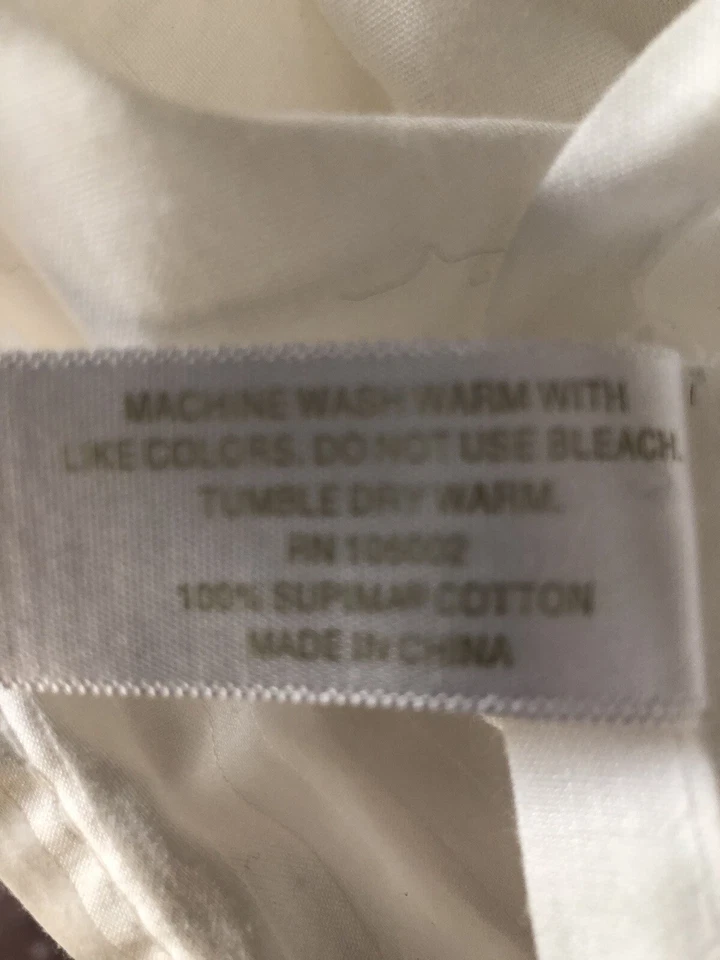 MACHINE WASH WARM WITH
LIKE COLORS. DO NOT USE BLEACH.
TUMBLE DRY WARM.
RN
100% SUPIMA® COTTON
MADE IN CHINA